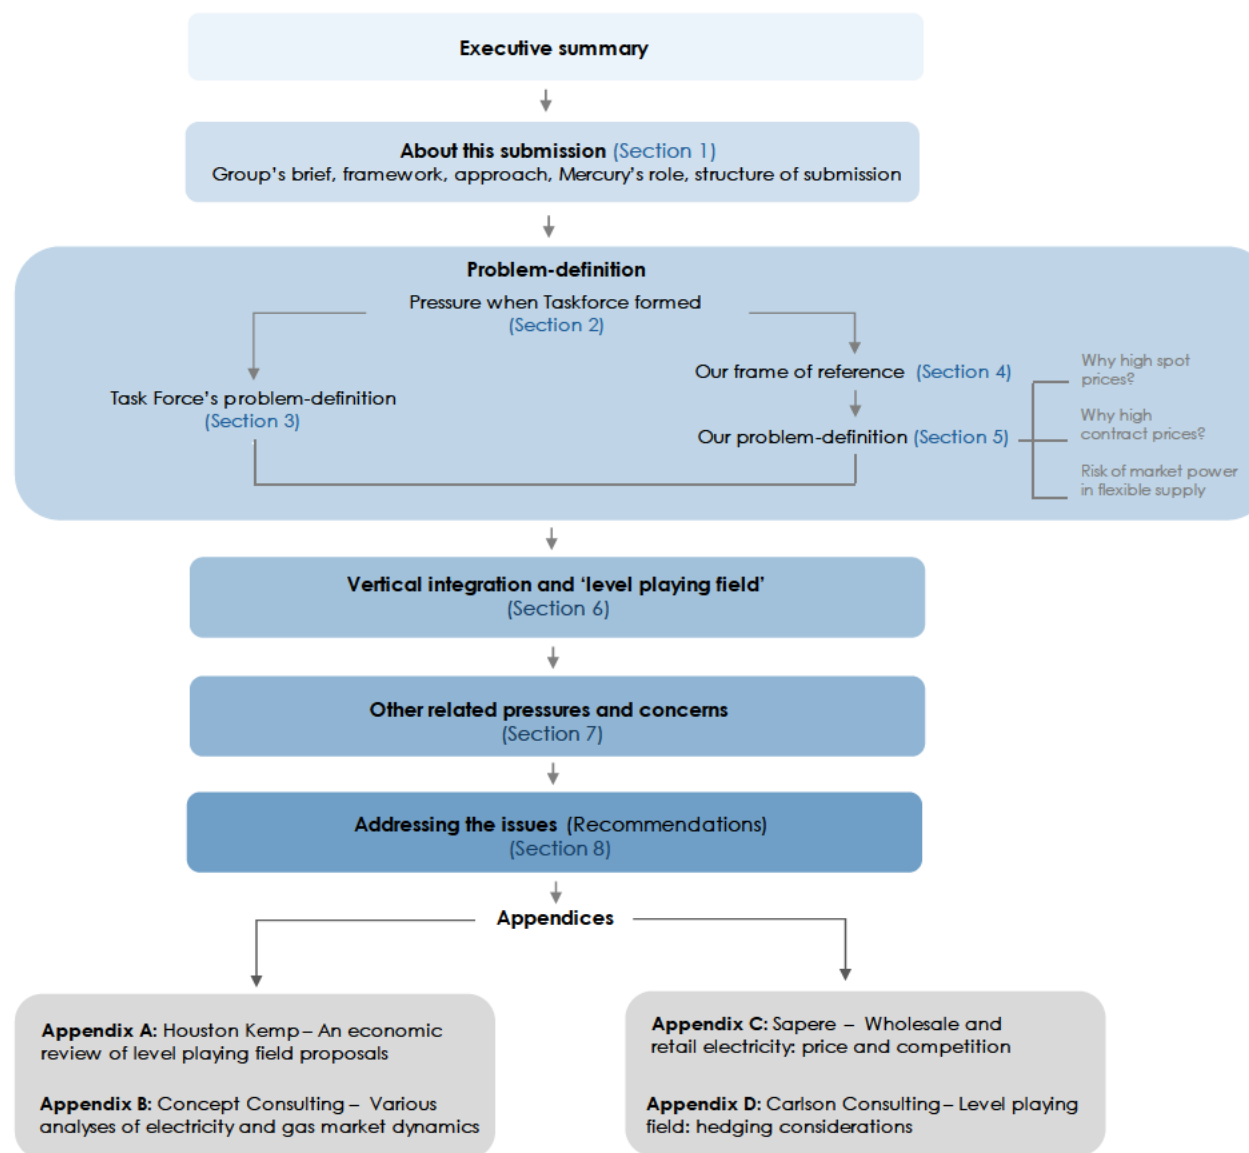 Executive summary
About this submission (Section 1)
Group's brief, framework, approach, Mercury's role, structure of submission
Problem-definition
Pressure when Taskforce formed
(Section 2)
Task Force's problem-definition
(Section 3)
Our frame of reference (Section 4)
Our problem-definition (Section 5)
Why high spot
prices?
Why high
contract prices?
Risk of market power
in flexible supply
Vertical integration and 'level playing field'
(Section 6)
Other related pressures and concerns
(Section 7)
Addressing the issues (Recommendations)
(Section 8)
Appendices
Appendix A: Houston Kemp – An economic
review of level playing field proposals
Appendix B: Concept Consulting – Various
analyses of electricity and gas market dynamics
Appendix C: Sapere – Wholesale and
retail electricity: price and competition
Appendix D: Carlson Consulting – Level playing
field: hedging considerations